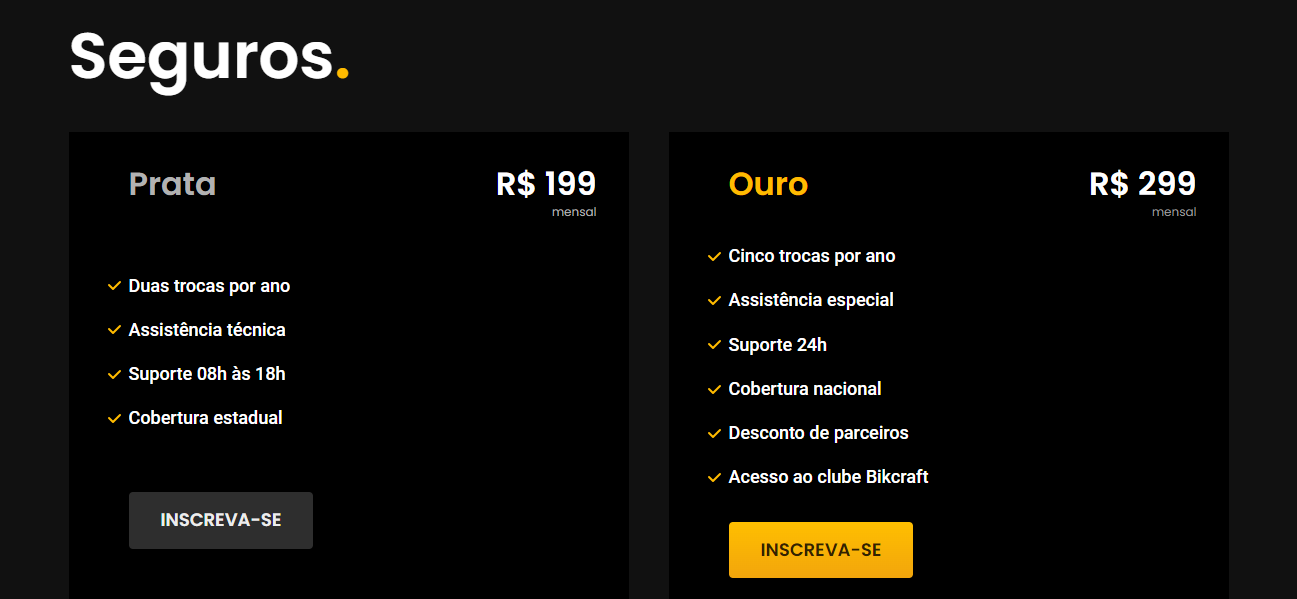 Seguros.
Prata
R$ 199
mensal
Duas trocas por ano
Assistência técnica
Suporte 08h às 18h
Cobertura estadual
INSCREVA-SE
Ouro
R$ 299
mensal
Cinco trocas por ano
Assistência especial
Suporte 24h
Cobertura nacional
Desconto de parceiros
Acesso ao clube Bikcraft
INSCREVA-SE